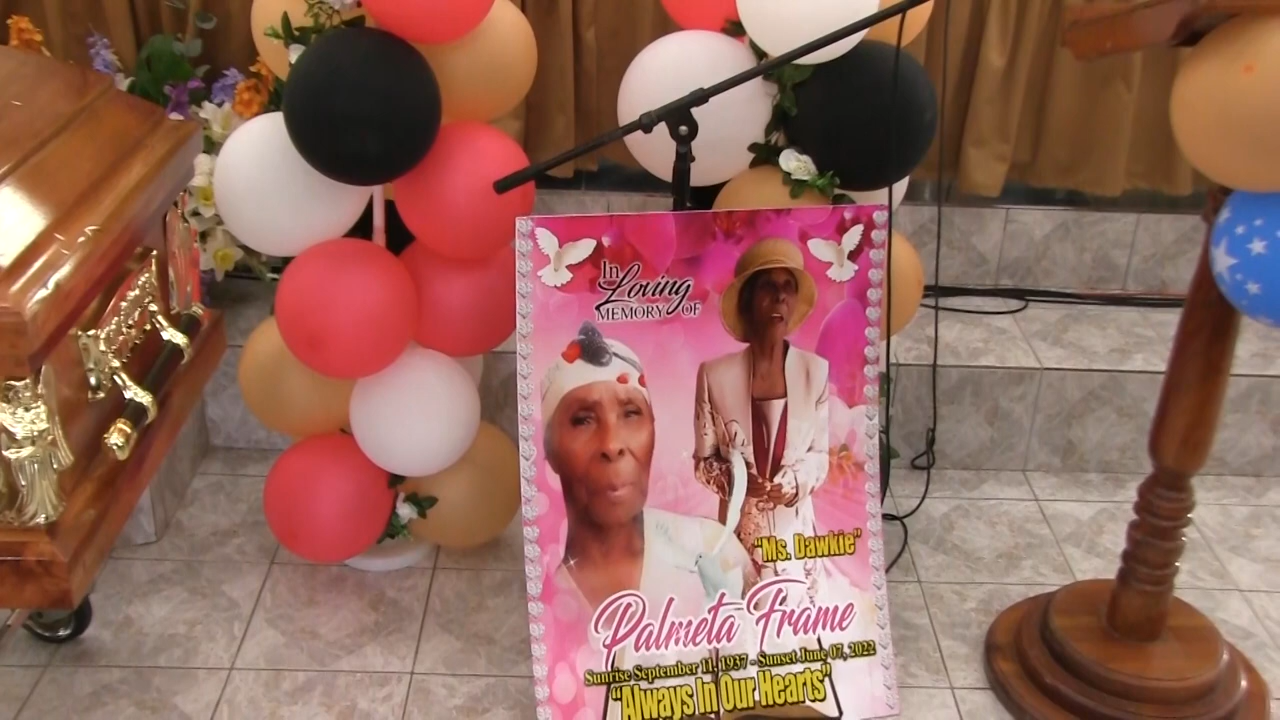 In
Loving
MEMORY OF
"Ms. Dawkie"
Palmeta Frame
Sunrise September 11, 1937 - Sunset June 07, 2022
"Always In Our Hearts"